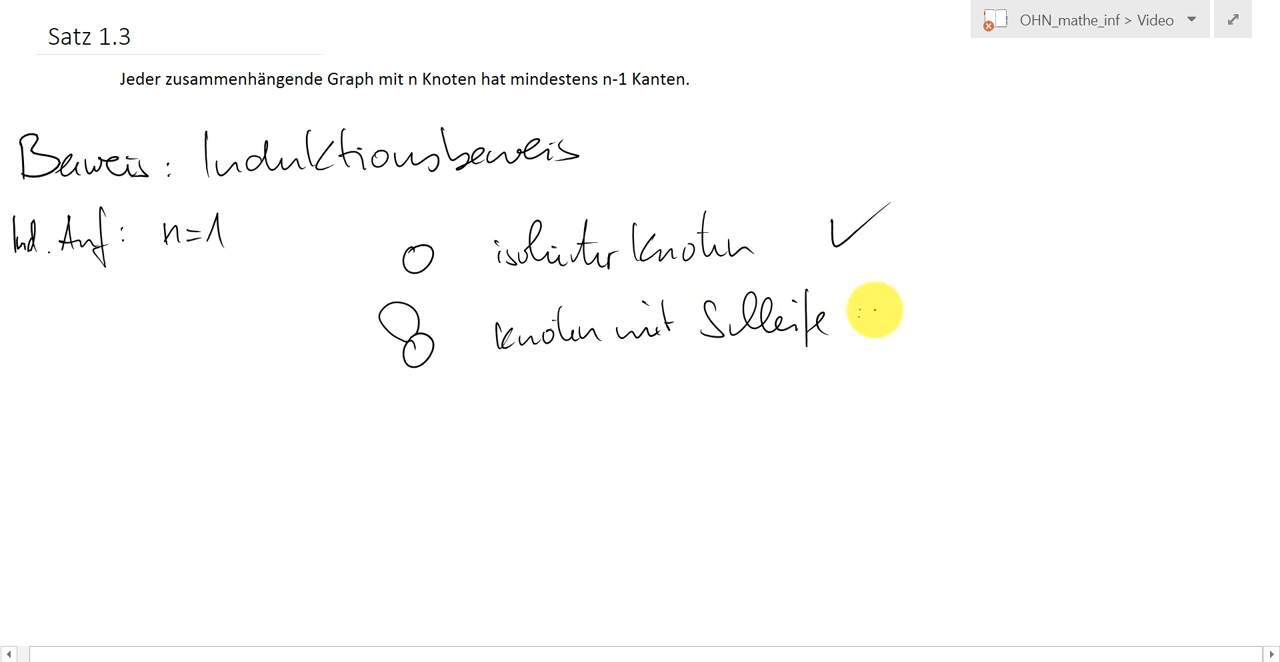 Satz 1.3
OHN_mathe_inf > Video
Jeder zusammenhängende Graph mit n Knoten hat mindestens n-1 Kanten.
Beweis: Induktionsbeweis
Ind. Anf: n=1
isolierter Knoten ✓
Knoten mit Schleife